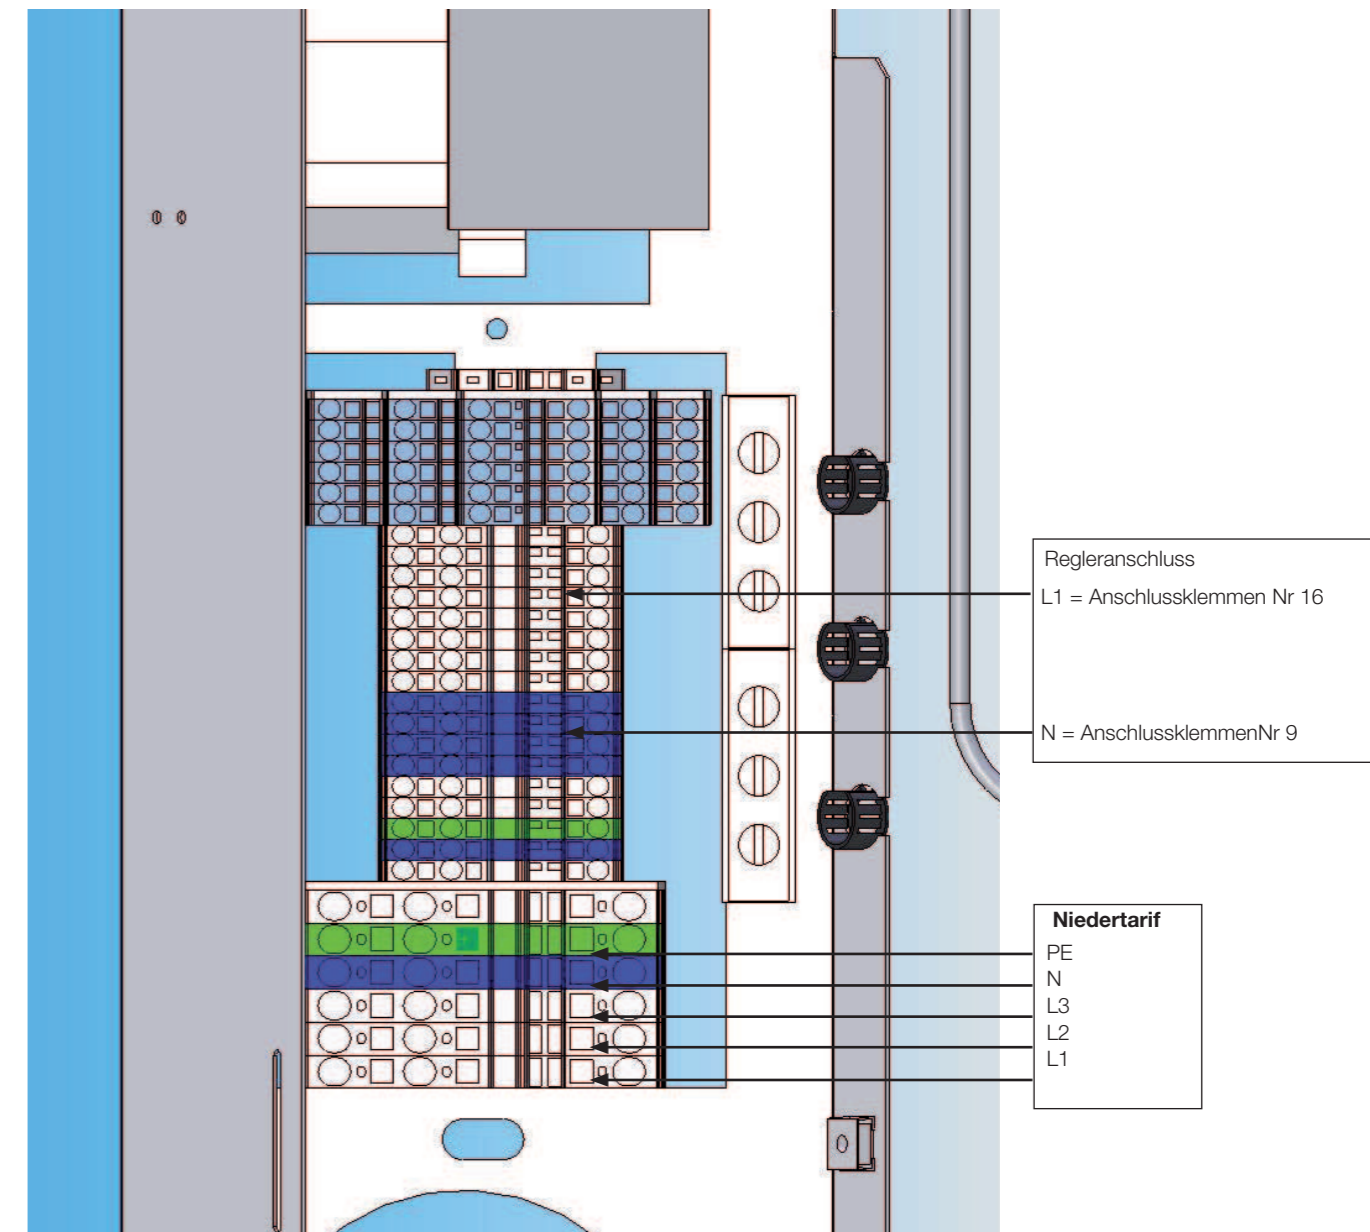 Regleranschluss
L1 = Anschlussklemmen Nr 16
N = AnschlussklemmenNr 9
Niedertarif
PE
N
L3
L2
L1